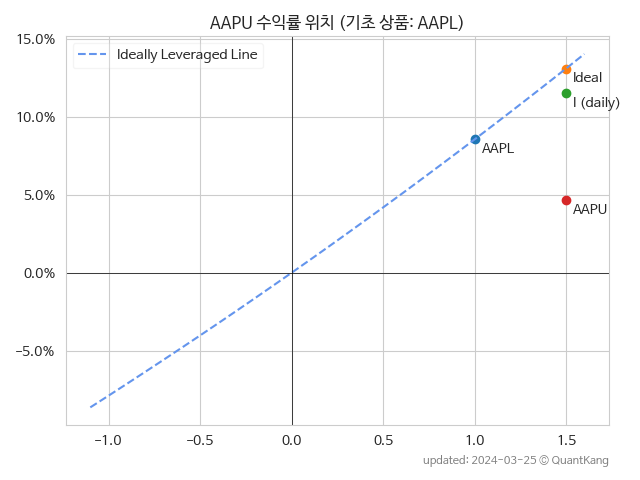 AAPU 수익률 위치 (기초 상품: AAPL)
Ideally Leveraged Line
15.0%
10.0%
5.0%
0.0%
−5.0%
Ideal
I (daily)
AAPL
AAPU
−1.0
−0.5
0.0
0.5
1.0
1.5
updated: 2024-03-25 © QuantKang